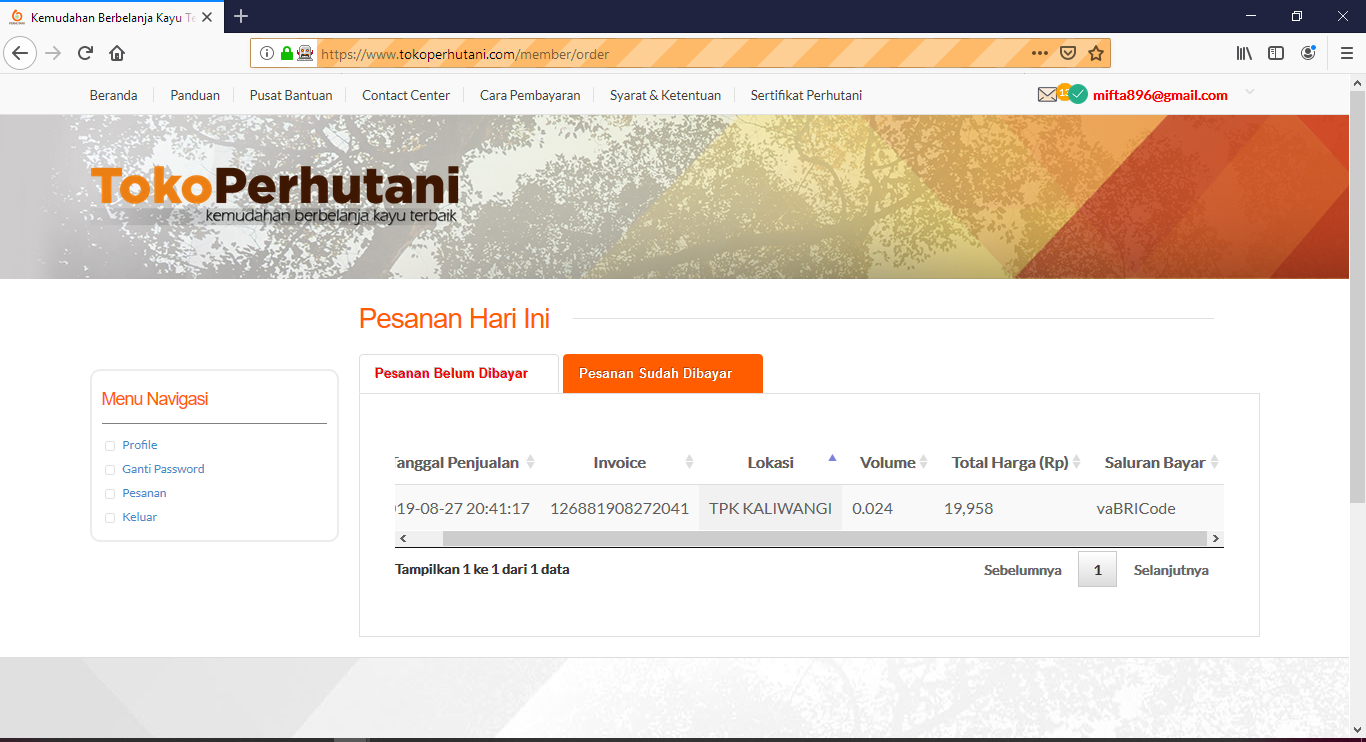 Kemudahan Berbelanja Kayu Te
https://www.tokoperhutani.com/member/order
Beranda Panduan Pusat Bantuan Contact Center Cara Pembayaran Syarat & Ketentuan Sertifikat Perhutani mifta896@gmail.com
TokoPerhutani
kemudahan berbelanja kayu terbaik
Pesanan Hari Ini
Pesanan Belum Dibayar Pesanan Sudah Dibayar
Menu Navigasi
Profile
Ganti Password
Pesanan
Keluar
Tanggal Penjualan Invoice Lokasi Volume Total Harga (Rp) Saluran Bayar
19-08-27 20:41:17 126881908272041 TPK KALIWANGI 0.024 19,958 vaBRICode
Tampilkan 1 ke 1 dari 1 data
Sebelumnya 1 Selanjutnya